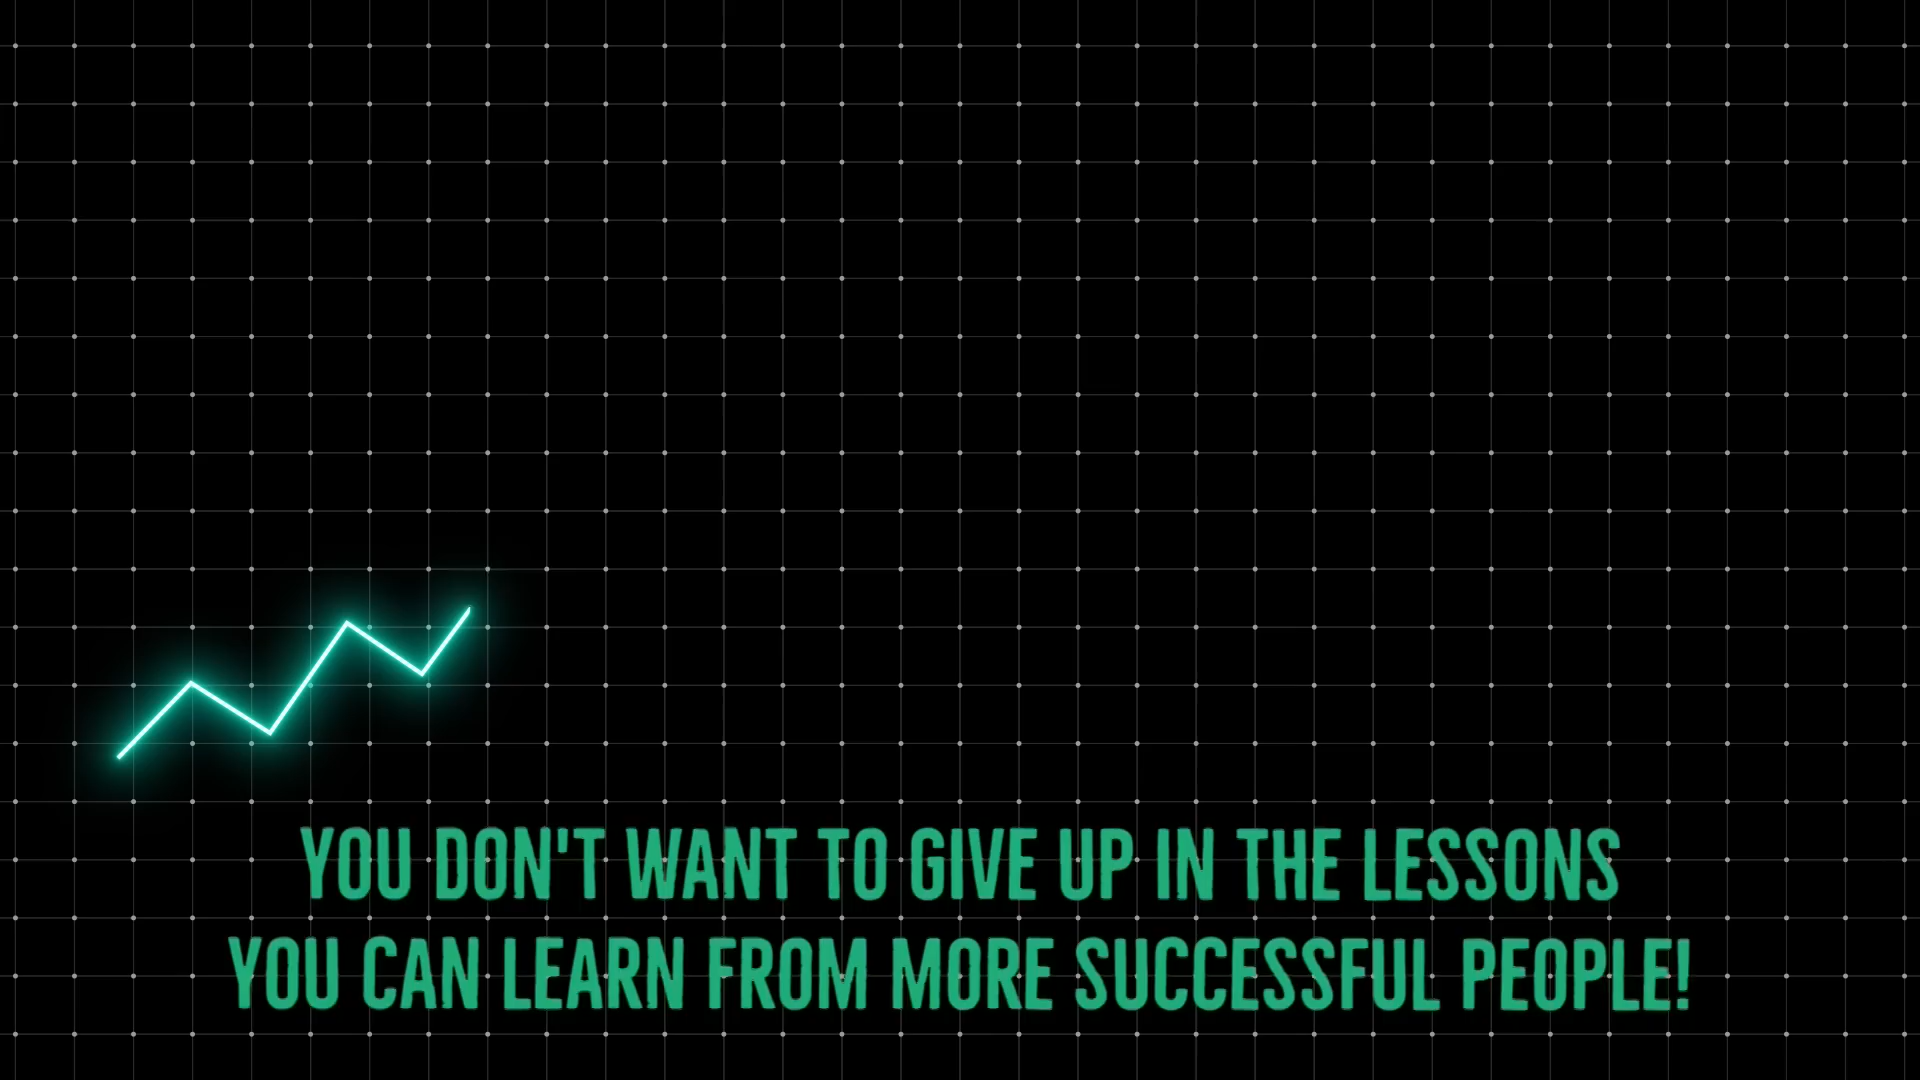 YOU DON'T WANT TO GIVE UP IN THE LESSONS
YOU CAN LEARN FROM MORE SUCCESSFUL PEOPLE!